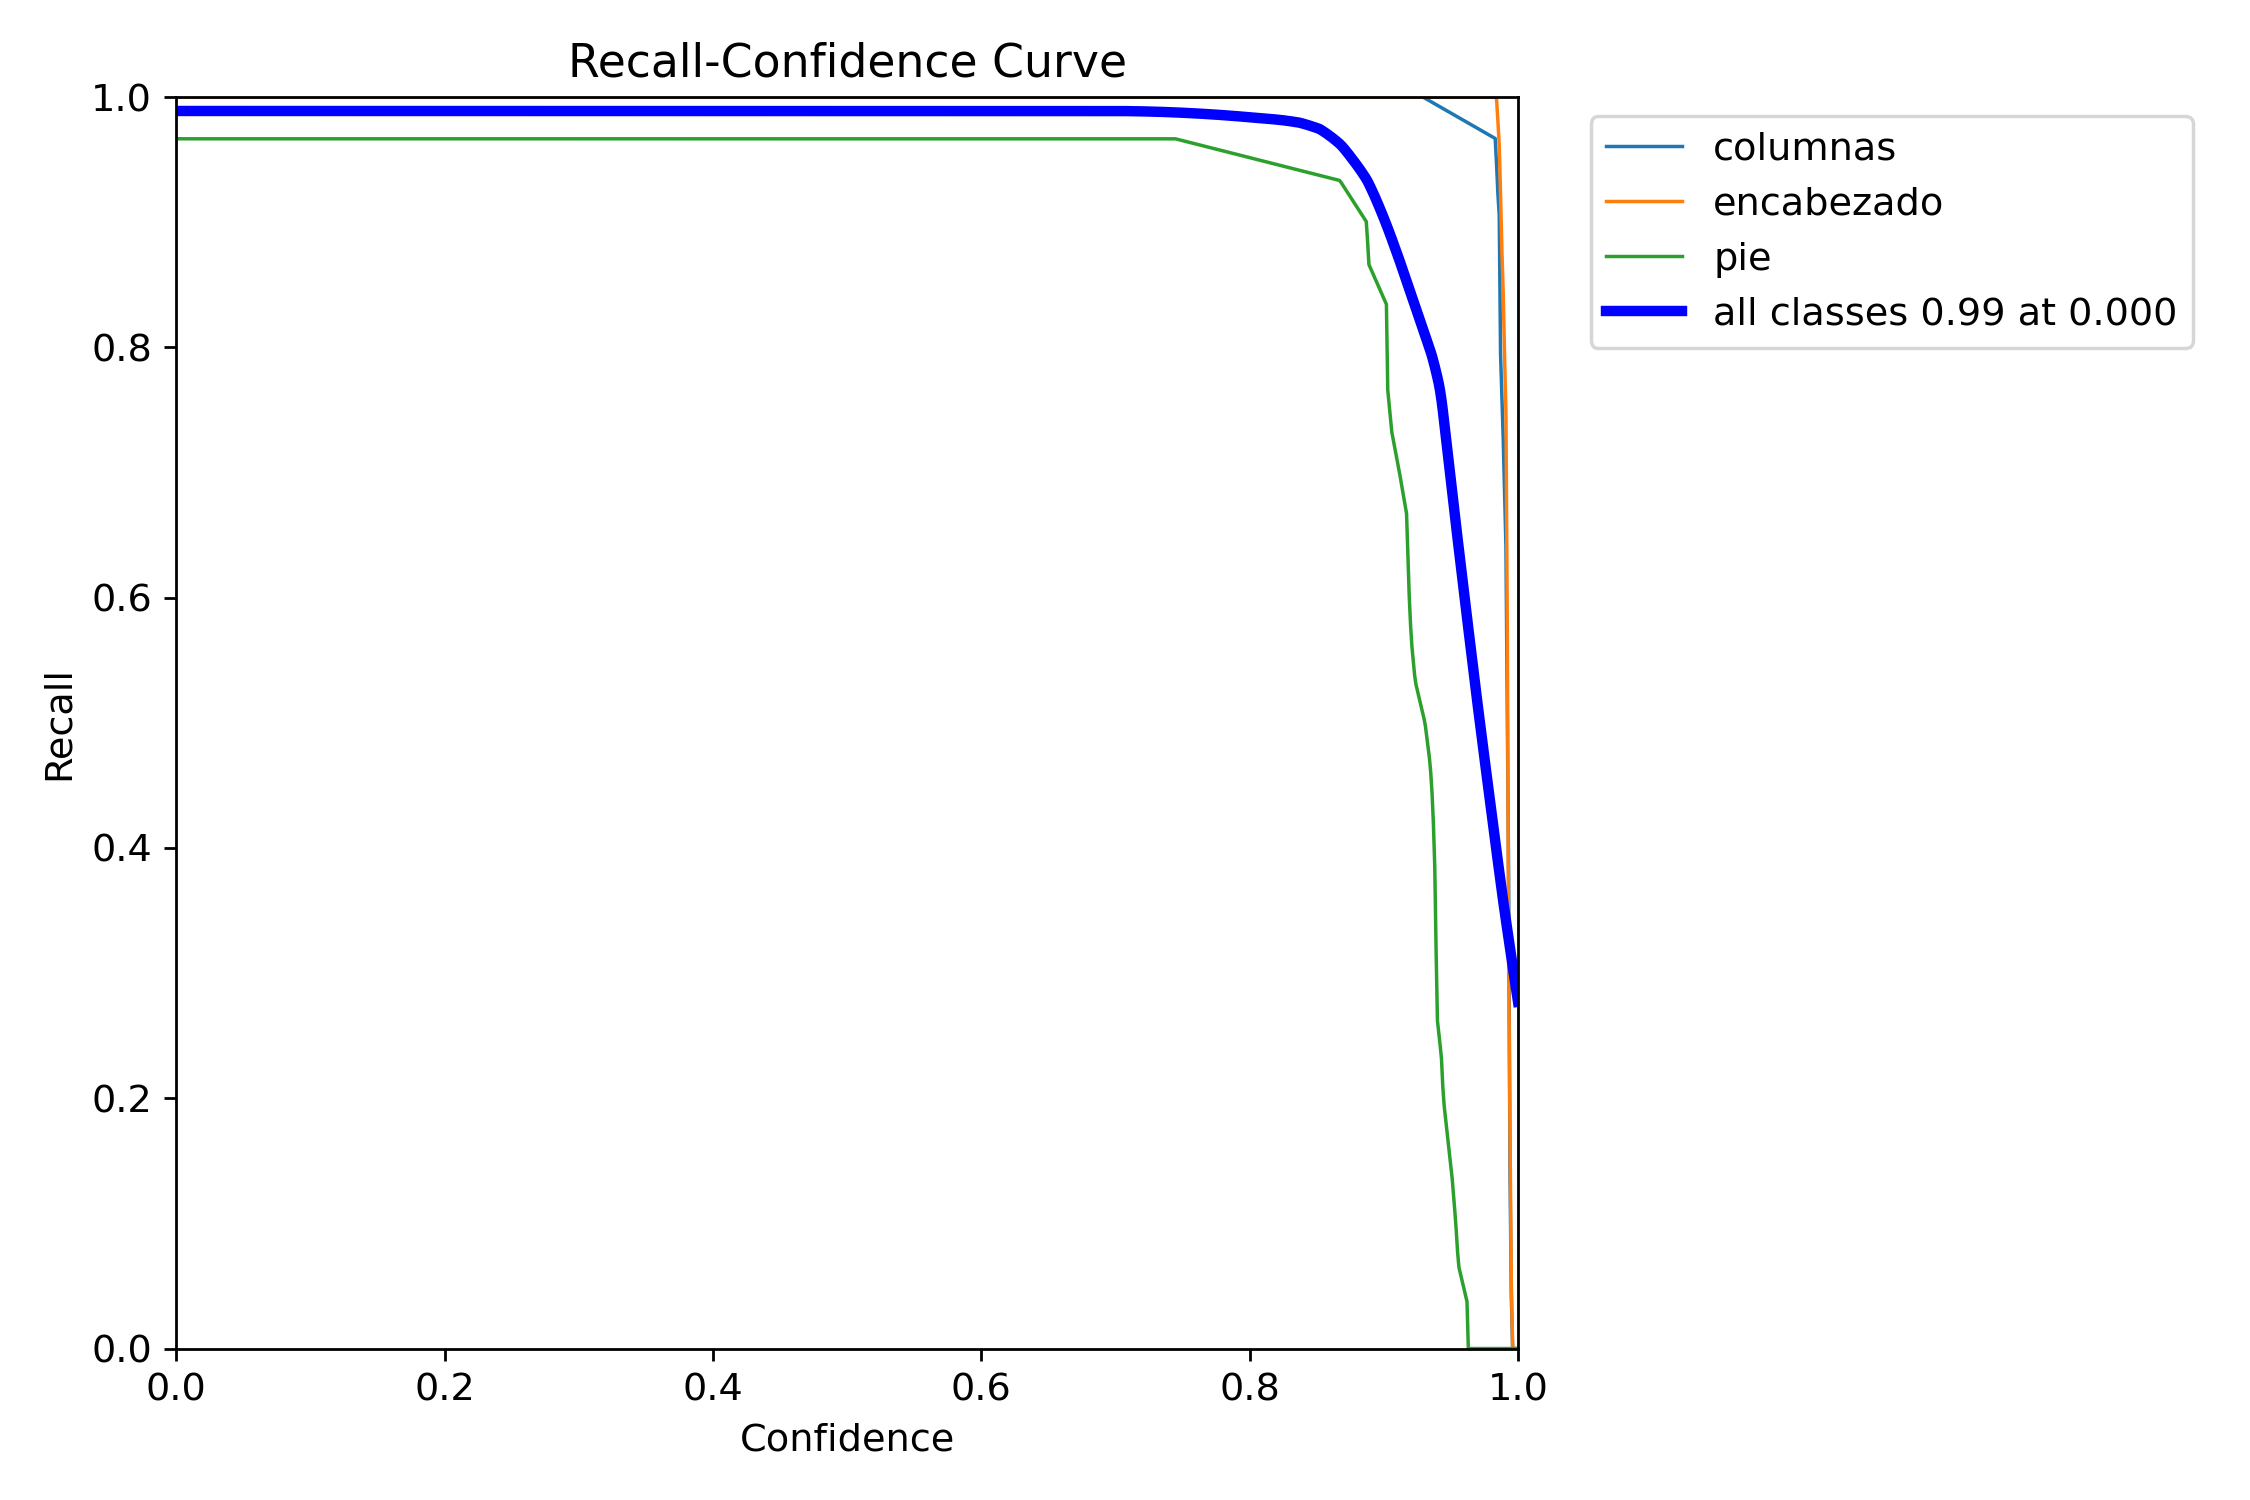 Recall-Confidence Curve
1.0
0.8
0.6
0.4
0.2
0.0
Recall
0.0 0.2 0.4 0.6 0.8 1.0
Confidence
columnas
encabezado
pie
all classes 0.99 at 0.000